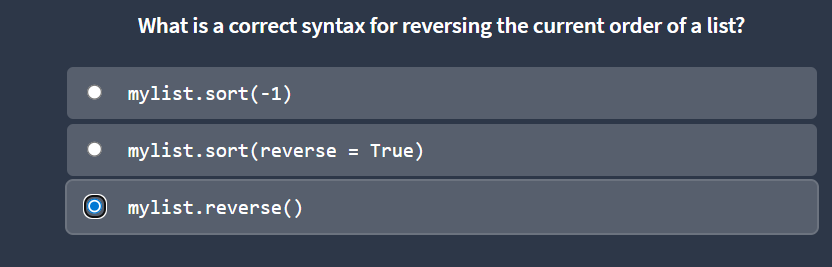 What is a correct syntax for reversing the current order of a list?
mylist.sort(-1)
mylist.sort(reverse = True)
mylist.reverse()